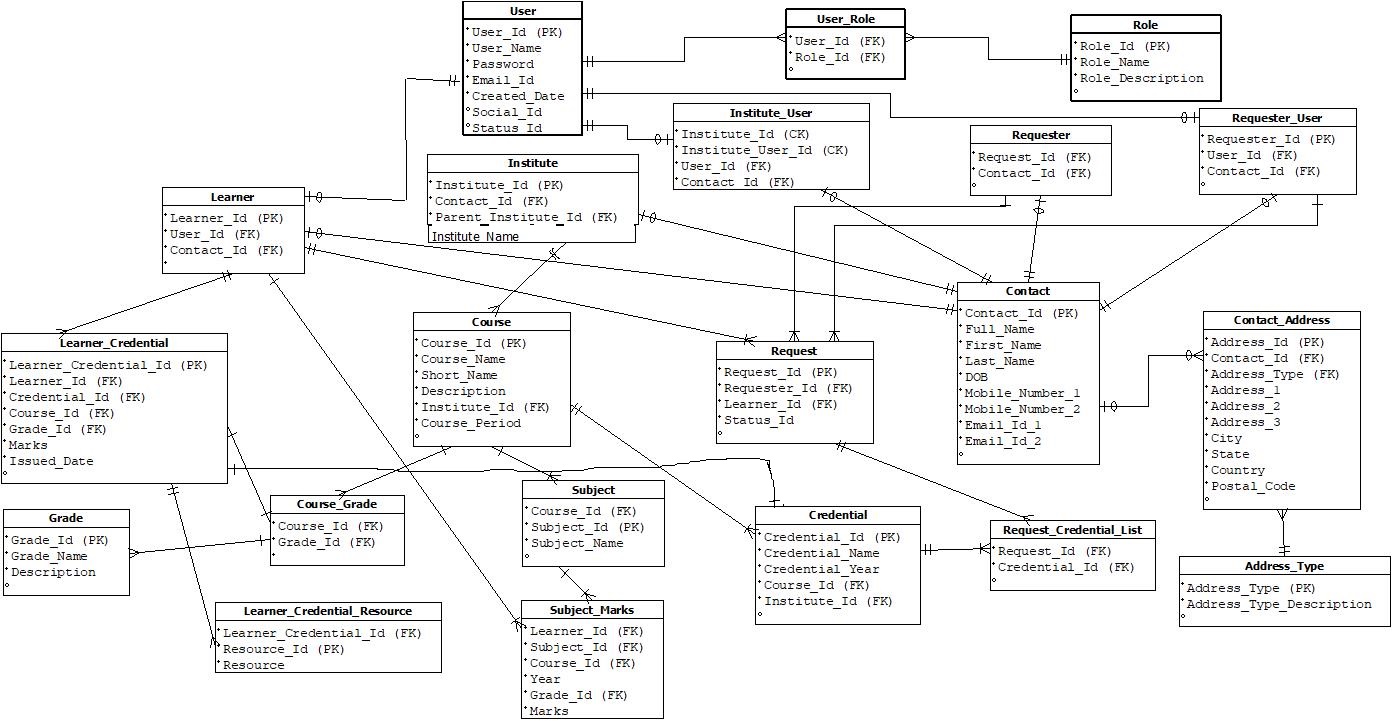 User
User_Id (PK)
User_Name
Password
Email_Id
Created_Date
Social_Id
Status_Id
User_Role
User_Id (FK)
Role_Id (FK)
Role
Role_Id (PK)
Role_Name
Role_Description
Institute_User
Institute_Id (CK)
Institute_User_Id (CK)
User_Id (FK)
Contact_Id (FK)
Requester
Request_Id (FK)
Contact_Id (FK)
Requester_User
Requester_Id (PK)
User_Id (FK)
Contact_Id (FK)
Institute
Institute_Id (PK)
Contact_Id (FK)
Parent_Institute_Id (FK)
Institute_Name
Learner
Learner_Id (PK)
User_Id (FK)
Contact_Id (FK)
Contact
Contact_Id (PK)
Full_Name
First_Name
Last_Name
DOB
Mobile_Number_1
Mobile_Number_2
Email_Id_1
Email_Id_2
Contact_Address
Address_Id (PK)
Contact_Id (FK)
Address_Type (FK)
Address_1
Address_2
Address_3
City
State
Country
Postal_Code
Course
Course_Id (PK)
Course_Name
Short_Name
Description
Institute_Id (FK)
Course_Period
Request
Request_Id (PK)
Requester_Id (FK)
Learner_Id (FK)
Status_Id
Learner_Credential
Learner_Credential_Id (PK)
Learner_Id (FK)
Credential_Id (FK)
Course_Id (FK)
Grade_Id (FK)
Marks
Issued_Date
Course_Grade
Course_Id (FK)
Grade_Id (FK)
Subject
Course_Id (FK)
Subject_Id (PK)
Subject_Name
Grade
Grade_Id (PK)
Grade_Name
Description
Credential
Credential_Id (PK)
Credential_Name
Credential_Year
Course_Id (FK)
Institute_Id (FK)
Request_Credential_List
Request_Id (FK)
Credential_Id (FK)
Address_Type
Address_Type (PK)
Address_Type_Description
Learner_Credential_Resource
Learner_Credential_Id (FK)
Resource_Id (PK)
Resource
Subject_Marks
Learner_Id (FK)
Subject_Id (FK)
Course_Id (FK)
Year
Grade_Id (FK)
Marks